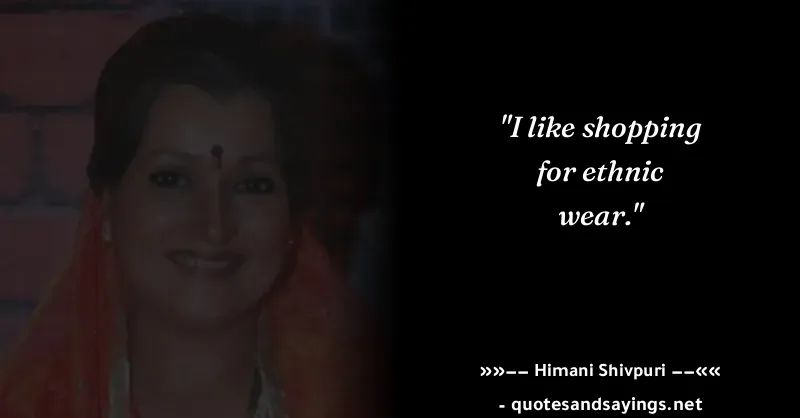 "I like shopping
for ethnic
wear."
»»–– Himani Shivpuri ––««
- quotesandsayings.net